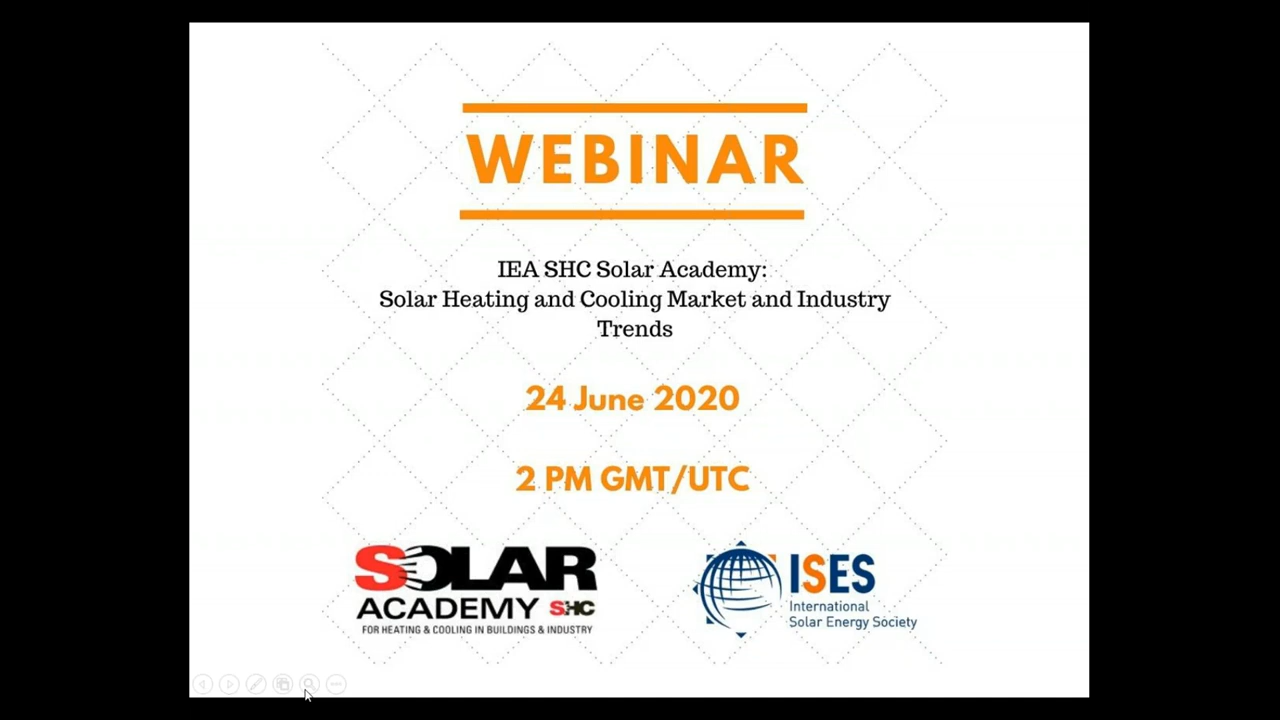 WEBINAR
IEA SHC Solar Academy:
Solar Heating and Cooling Market and Industry
Trends
24 June 2020
2 PM GMT/UTC
SOLAR
ACADEMY SHC
FOR HEATING & COOLING IN BUILDINGS & INDUSTRY
ISES
International
Solar Energy Society